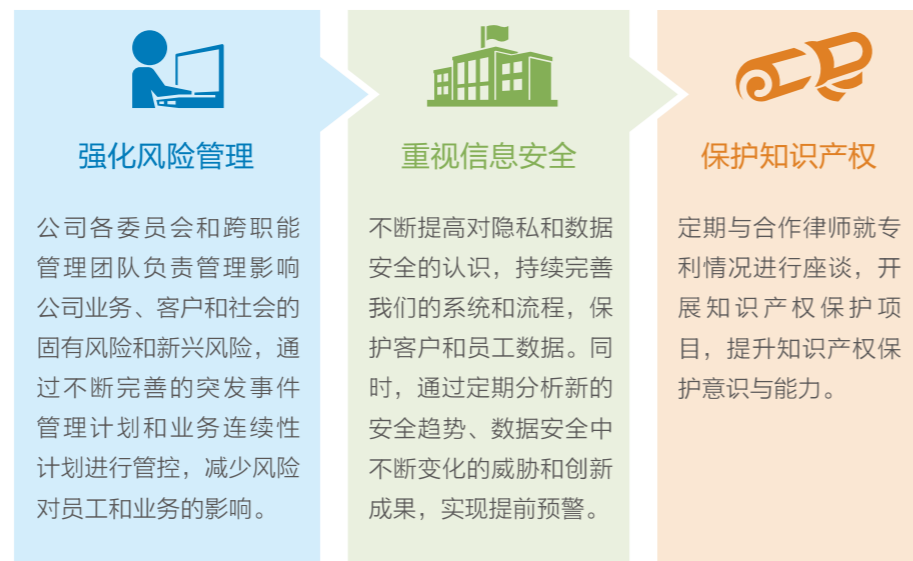 强化风险管理
公司各委员会和跨职能
管理团队负责管理影响
公司业务、客户和社会的
固有风险和新兴风险，通
过不断完善的突发事件
管理计划和业务连续性
计划进行管控，减少风险
对员工和业务的影响。
重视信息安全
不断提高对隐私和数据
安全的认识，持续完善
我们的系统和流程，保
护客户和员工数据。同
时，通过定期分析新的
安全趋势、数据安全中
不断变化的威胁和创新
成果，实现提前预警。
保护知识产权
定期与合作律师就专
利情况进行座谈，开
展知识产权保护项
目，提升知识产权保
护意识与能力。